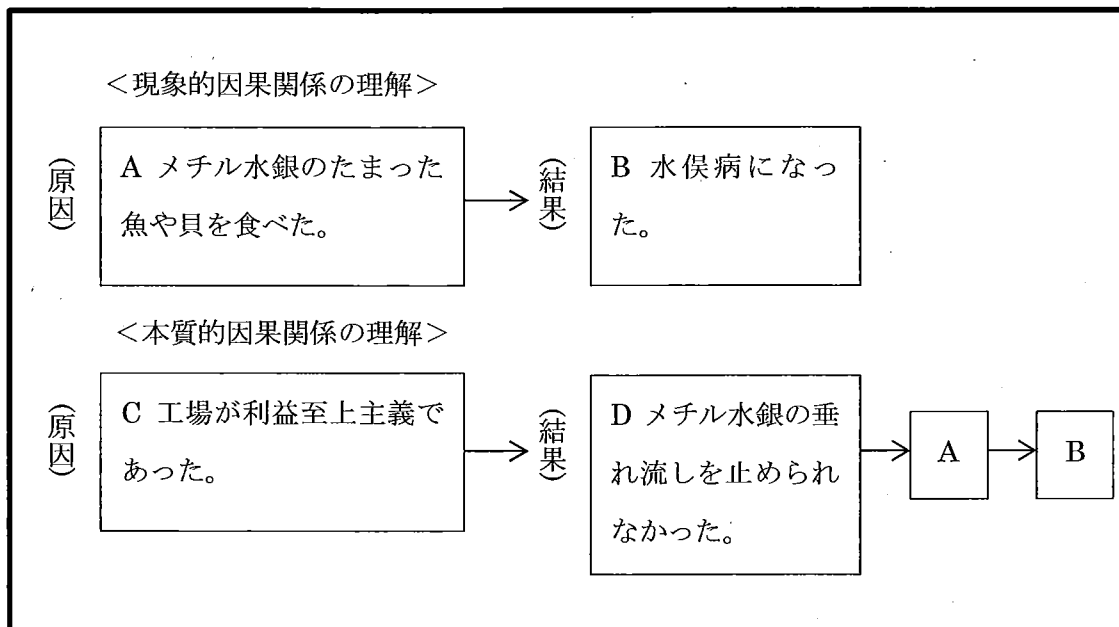 ＜現象的因果関係の理解＞
（原因）
A メチル水銀のたまった
魚や貝を食べた。
（結果）
B 水俣病になっ
た。
＜本質的因果関係の理解＞
（原因）
C 工場が利益至上主義で
あった。
（結果）
D メチル水銀の垂
れ流しを止められ
なかった。
A
B